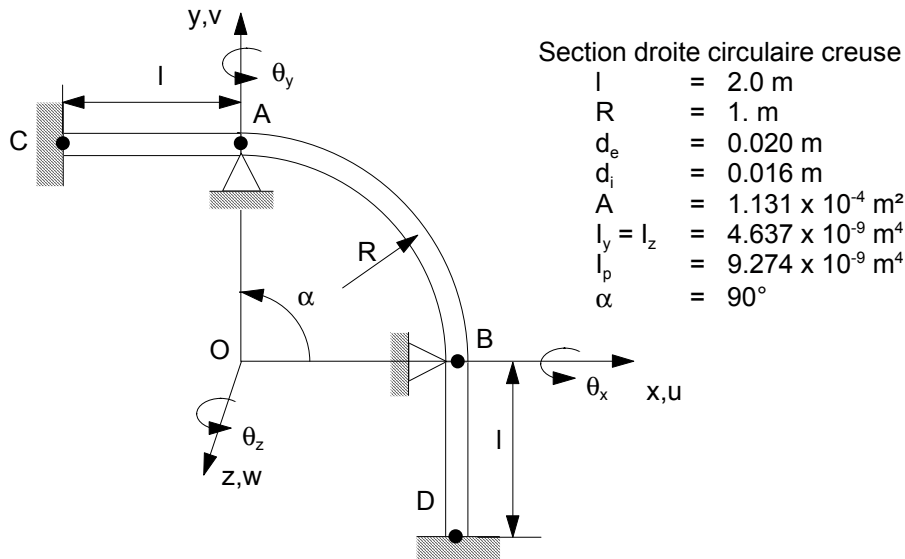 y,v
θy
l
A
C
R
α
O
B
θx
x,u
θz
z,w
l
D
Section droite circulaire creuse
l = 2.0 m
R = 1. m
de = 0.020 m
di = 0.016 m
A = 1.131 x 10⁻⁴ m²
Iy = Iz = 4.637 x 10⁻⁹ m⁴
Ip = 9.274 x 10⁻⁹ m⁴
α = 90°